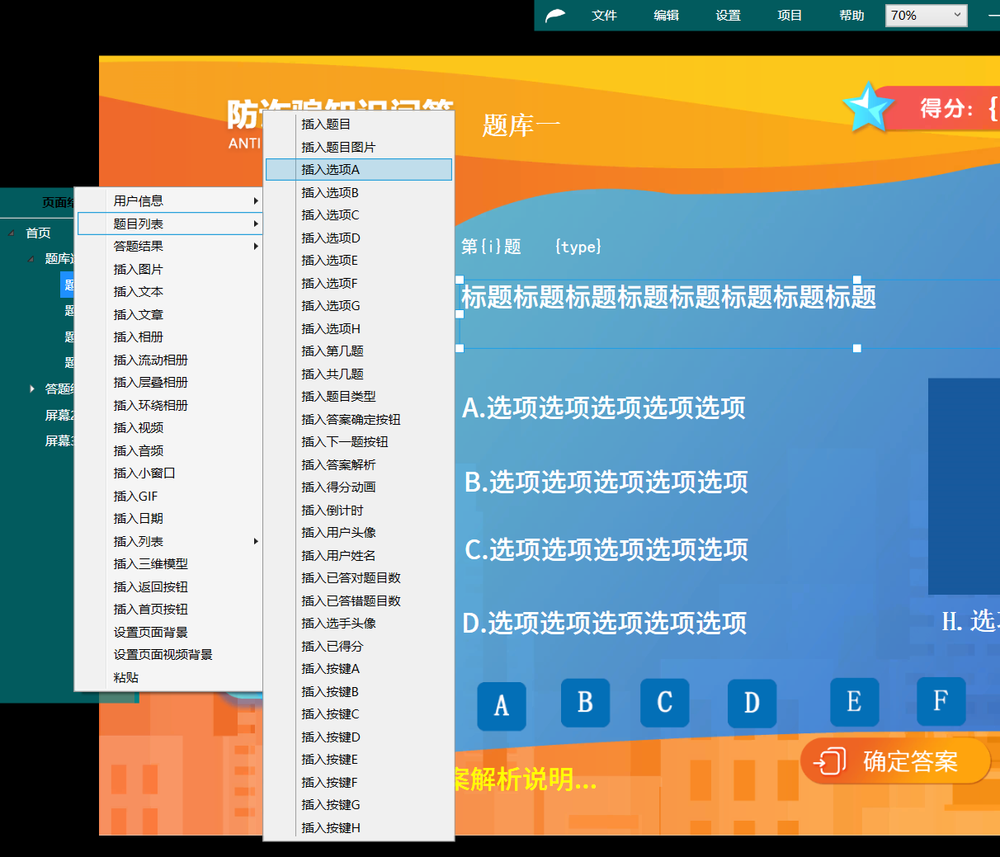 文件 编辑 设置 项目 帮助 70%
防诈骗知识问答
ANTI
题库一
得分: {
页面
首页
题库
题
题
题
题
答题
屏幕2
屏幕3
用户信息
题目列表
答题结果
插入图片
插入文本
插入文章
插入相册
插入流动相册
插入层叠相册
插入环绕相册
插入视频
插入音频
插入小窗口
插入GIF
插入日期
插入列表
插入三维模型
插入返回按钮
插入首页按钮
设置页面背景
设置页面视频背景
粘贴
插入题目
插入题目图片
插入选项A
插入选项B
插入选项C
插入选项D
插入选项E
插入选项F
插入选项G
插入选项H
插入第几题
插入共几题
插入题目类型
插入答案确定按钮
插入下一题按钮
插入答案解析
插入得分动画
插入倒计时
插入用户头像
插入用户姓名
插入已答对题目数
插入已答错题目数
插入选手头像
插入已得分
插入按键A
插入按键B
插入按键C
插入按键D
插入按键E
插入按键F
插入按键G
插入按键H
第{i}题 {type}
标题标题标题标题标题标题标题标题
A.选项选项选项选项选项
B.选项选项选项选项选项
C.选项选项选项选项选项
D.选项选项选项选项选项
H.选
A B C D E F
确定答案
案解析说明...